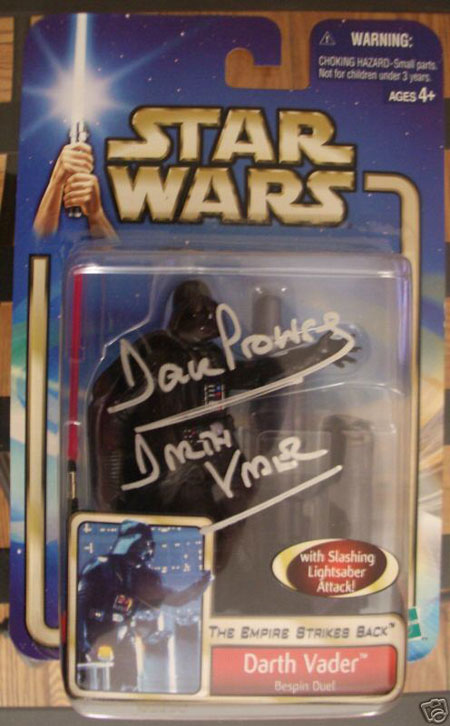 WARNING:
CHOKING HAZARD-Small parts.
Not for children under 3 years.
AGES 4+
STAR
WARS
Dave Prowse
DARTH
VADER
with Slashing
Lightsaber
Attack!
THE EMPIRE STRIKES BACK™
Darth Vader™
Bespin Duel